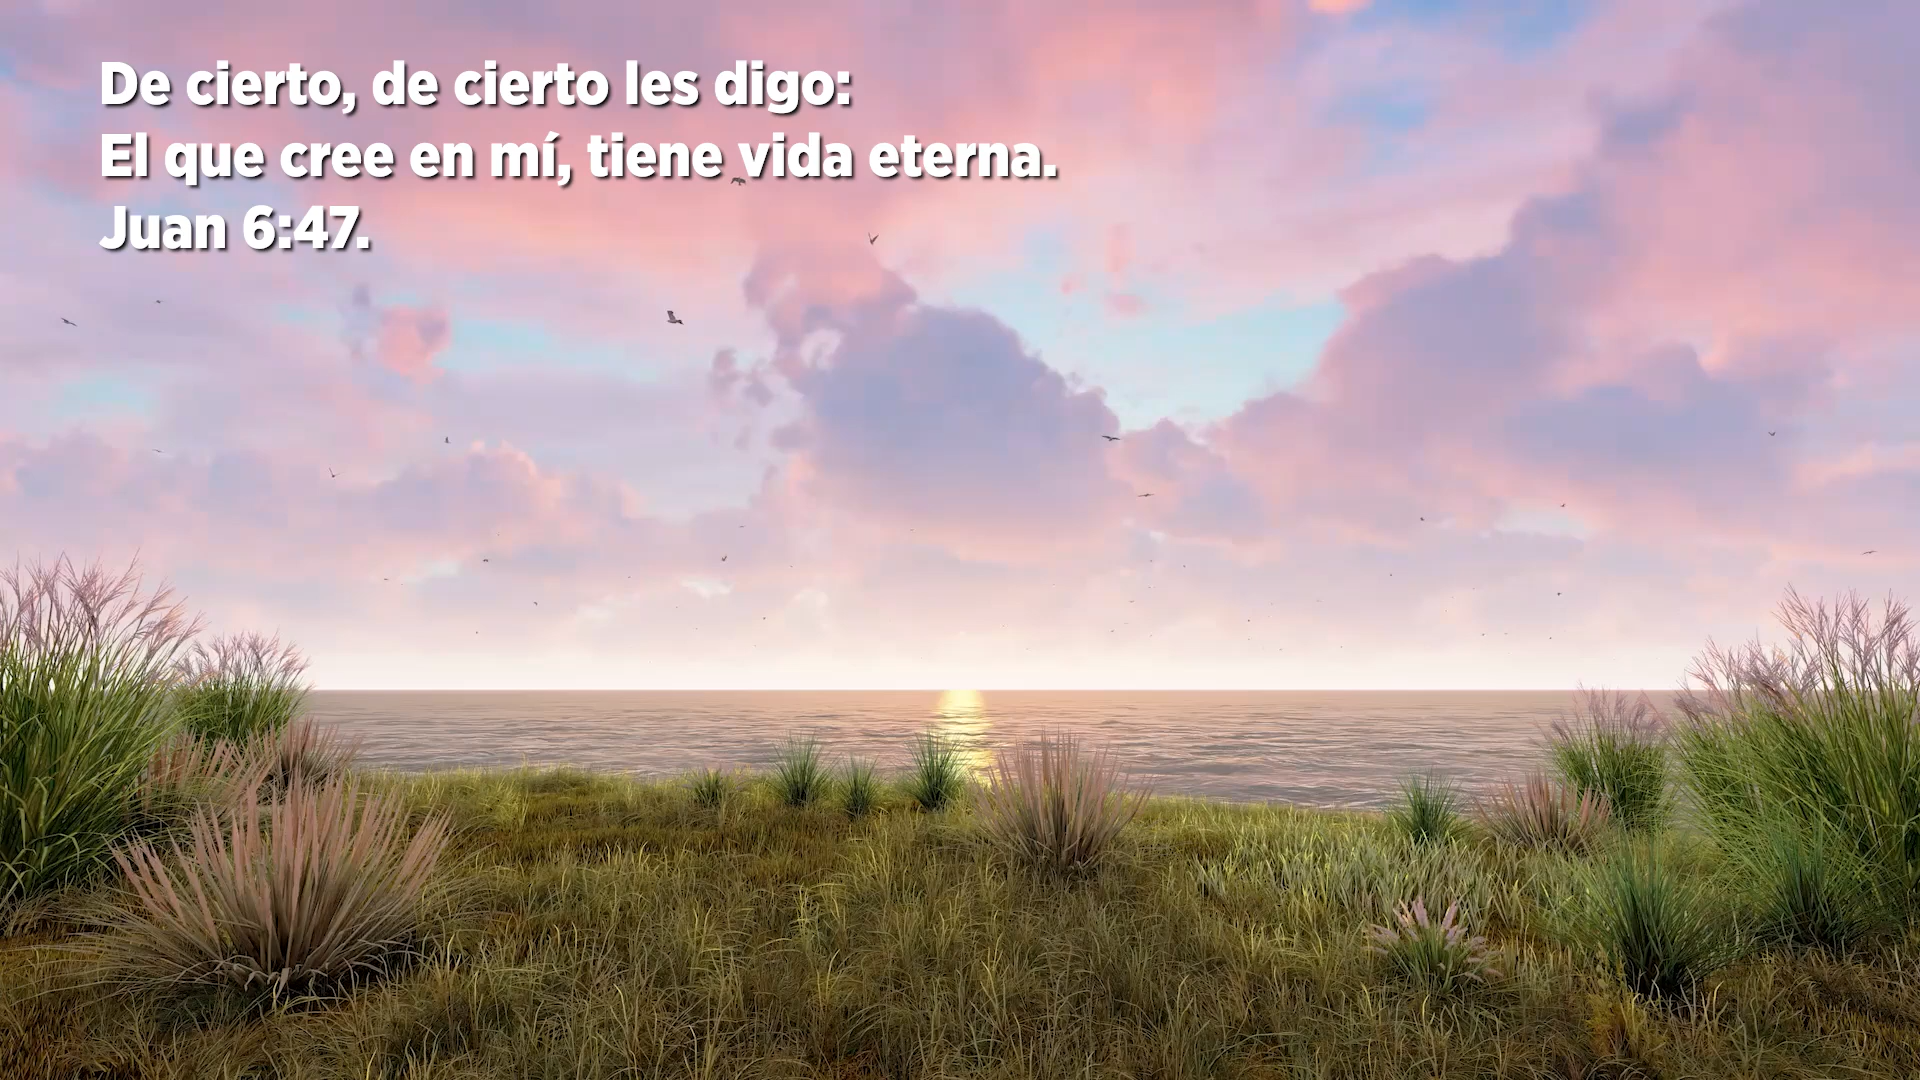 De cierto, de cierto les digo:
El que cree en mí, tiene vida eterna.
Juan 6:47.